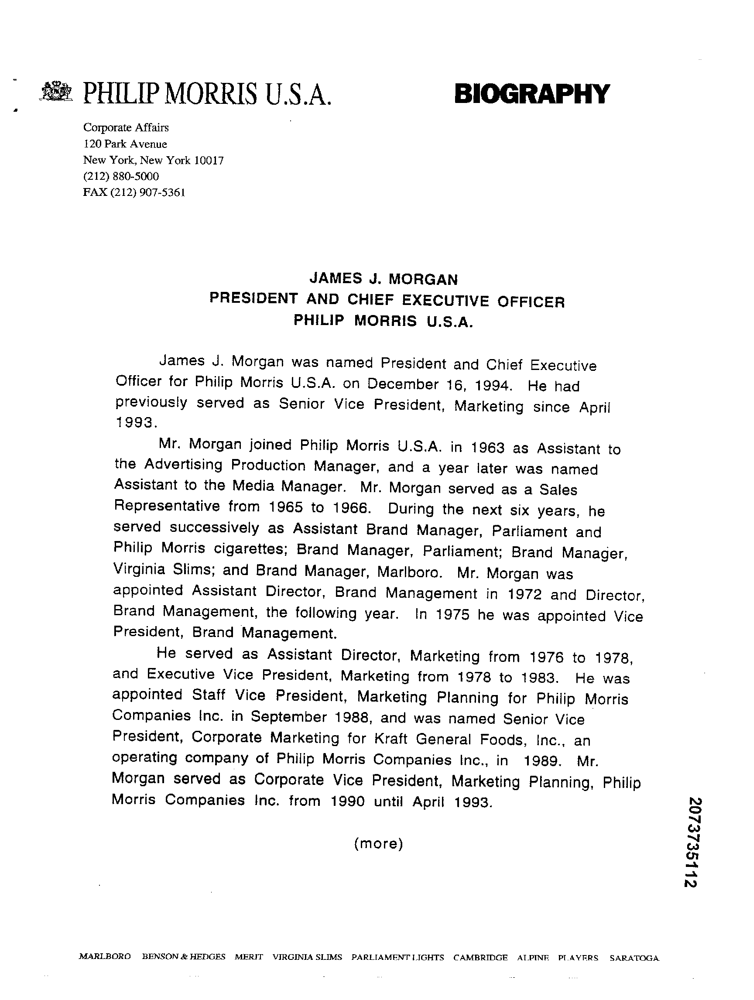 PHILIP MORRIS U.S.A.
BIOGRAPHY
Corporate Affairs
120 Park Avenue
New York, New York 10017
(212) 880-5000
FAX (212) 907-5361
JAMES J. MORGAN
PRESIDENT AND CHIEF EXECUTIVE OFFICER
PHILIP MORRIS U.S.A.
James J. Morgan was named President and Chief Executive
Officer for Philip Morris U.S.A. on December 16, 1994. He had
previously served as Senior Vice President, Marketing since April
1993.
Mr. Morgan joined Philip Morris U.S.A. in 1963 as Assistant to
the Advertising Production Manager, and a year later was named
Assistant to the Media Manager. Mr. Morgan served as a Sales
Representative from 1965 to 1966. During the next six years, he
served successively as Assistant Brand Manager, Parliament and
Philip Morris cigarettes; Brand Manager, Parliament; Brand Manager,
Virginia Slims; and Brand Manager, Marlboro. Mr. Morgan was
appointed Assistant Director, Brand Management in 1972 and Director,
Brand Management, the following year. In 1975 he was appointed Vice
President, Brand Management.
He served as Assistant Director, Marketing from 1976 to 1978,
and Executive Vice President, Marketing from 1978 to 1983. He was
appointed Staff Vice President, Marketing Planning for Philip Morris
Companies Inc. in September 1988, and was named Senior Vice
President, Corporate Marketing for Kraft General Foods, Inc., an
operating company of Philip Morris Companies Inc., in 1989. Mr.
Morgan served as Corporate Vice President, Marketing Planning, Philip
Morris Companies Inc. from 1990 until April 1993.
(more)
2073735112
MARLBORO BENSON & HEDGES MERIT VIRGINIA SLIMS PARLIAMENT LIGHTS CAMBRIDGE ALPINE PLAYERS SARATOGA